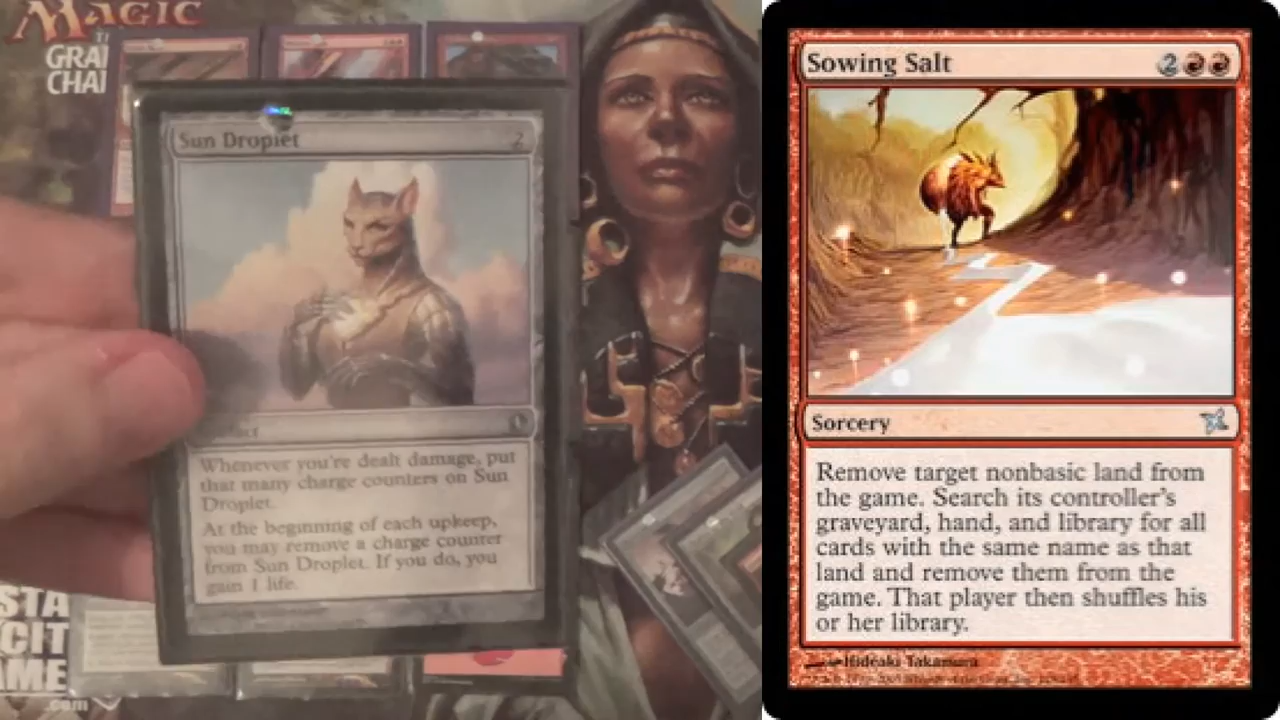 MAGIC
GRA
CHA
Sun Droplet 2
Whenever you're dealt damage, put
that many charge counters on Sun
Droplet.
At the beginning of each upkeep,
you may remove a charge counter
from Sun Droplet. If you do, you
gain 1 life.
STA
CIT
AME
.com
Sowing Salt 2
Sorcery
Remove target nonbasic land from
the game. Search its controller's
graveyard, hand, and library for all
cards with the same name as that
land and remove them from the
game. That player then shuffles his
or her library.
Hideaki Takamura